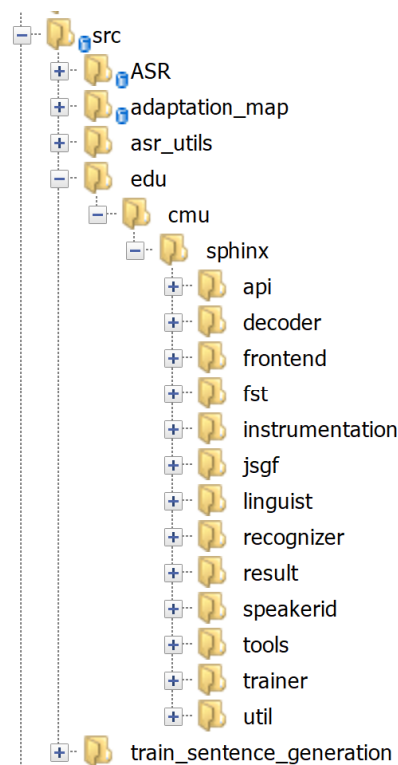 src
ASR
adaptation_map
asr_utils
edu
cmu
sphinx
api
decoder
frontend
fst
instrumentation
jsgf
linguist
recognizer
result
speakerid
tools
trainer
util
train_sentence_generation